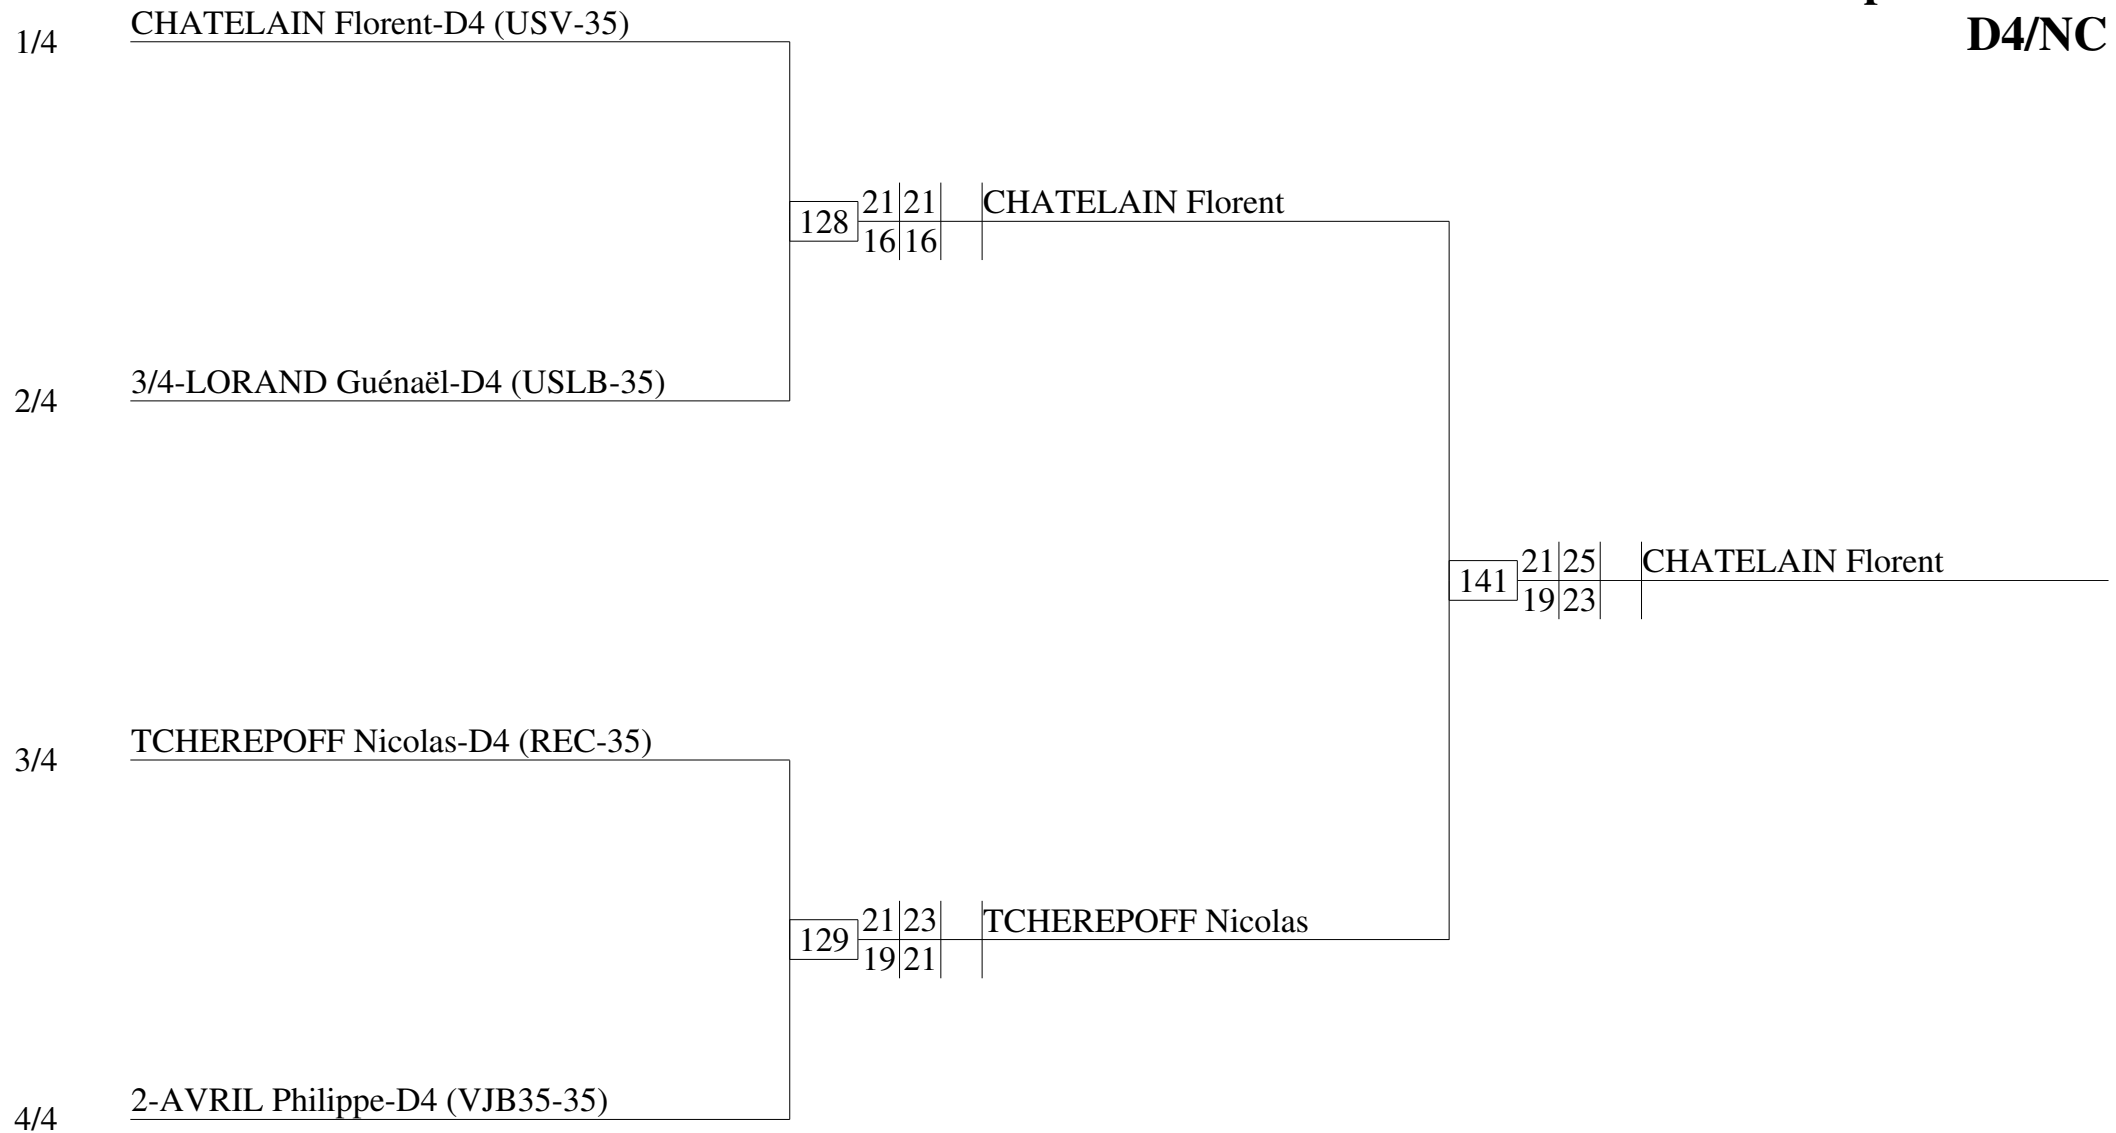 D4/NC
1/4 CHATELAIN Florent-D4 (USV-35)
128 21 21 CHATELAIN Florent
16 16
2/4 3/4-LORAND Guénaël-D4 (USLB-35)
141 21 25 CHATELAIN Florent
19 23
3/4 TCHEREPOFF Nicolas-D4 (REC-35)
129 21 23 TCHEREPOFF Nicolas
19 21
4/4 2-AVRIL Philippe-D4 (VJB35-35)